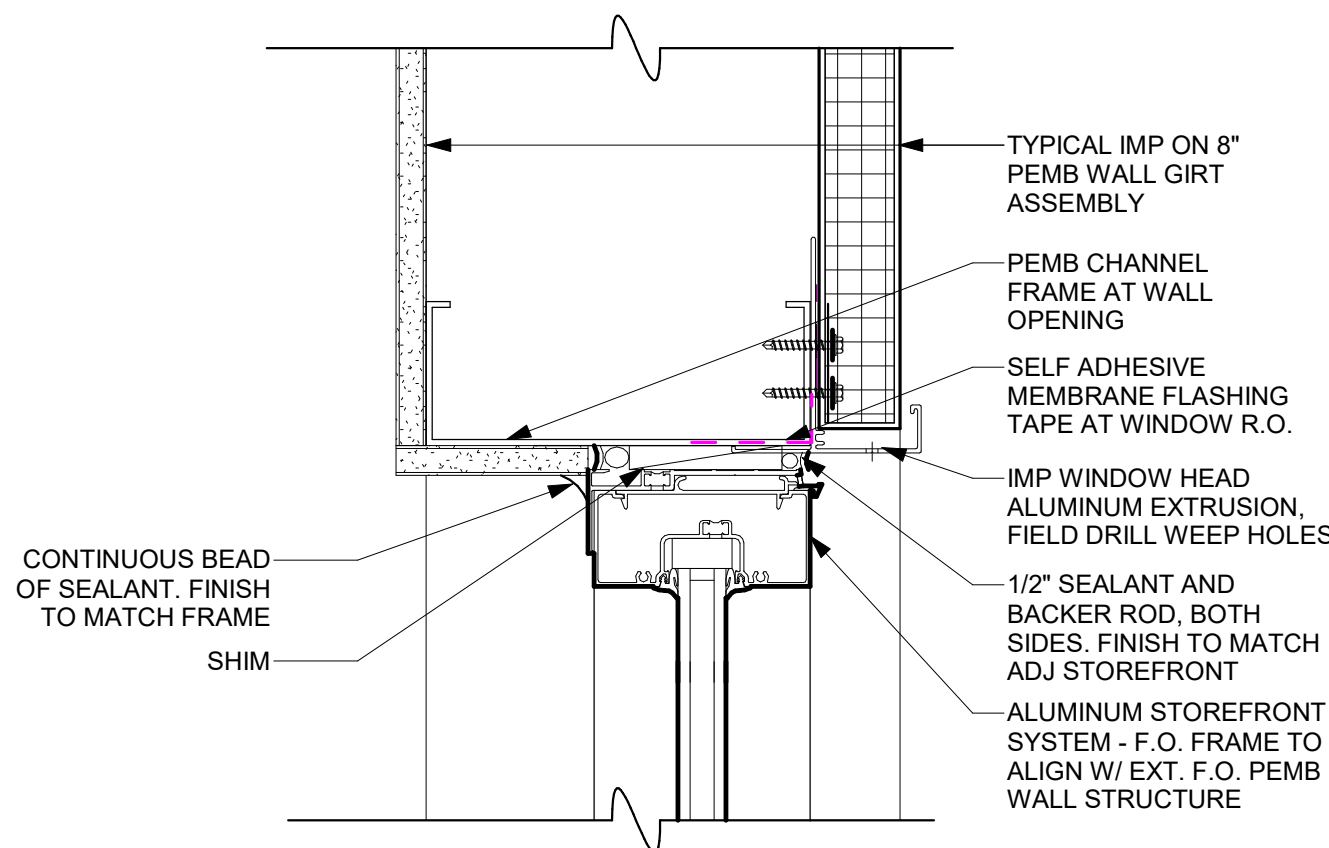 TYPICAL IMP ON 8"
PEMB WALL GIRT
ASSEMBLY
PEMB CHANNEL
FRAME AT WALL
OPENING
SELF ADHESIVE
MEMBRANE FLASHING
TAPE AT WINDOW R.O.
IMP WINDOW HEAD
ALUMINUM EXTRUSION,
FIELD DRILL WEEP HOLES
1/2" SEALANT AND
BACKER ROD, BOTH
SIDES. FINISH TO MATCH
ADJ STOREFRONT
ALUMINUM STOREFRONT
SYSTEM - F.O. FRAME TO
ALIGN W/ EXT. F.O. PEMB
WALL STRUCTURE
CONTINUOUS BEAD
OF SEALANT. FINISH
TO MATCH FRAME
SHIM